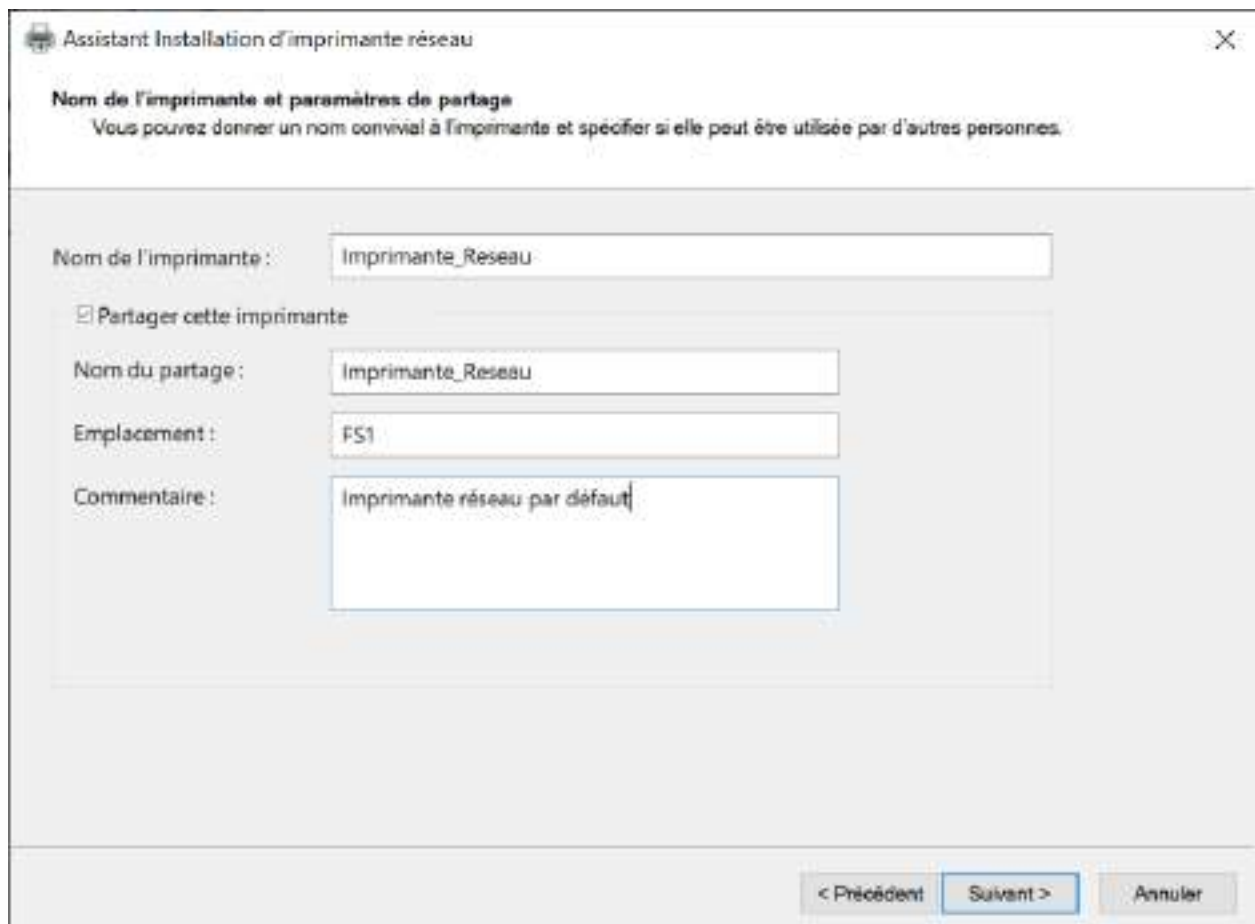 Assistant Installation d'imprimante réseau
Nom de l'imprimante et paramètres de partage
Vous pouvez donner un nom convivial à l'imprimante et spécifier si elle peut être utilisée par d'autres personnes.
Nom de l'imprimante : Imprimante_Reseau
Partager cette imprimante
Nom du partage : Imprimante_Reseau
Emplacement : FS1
Commentaire : Imprimante réseau par défaut
< Précédent Suivant > Annuler